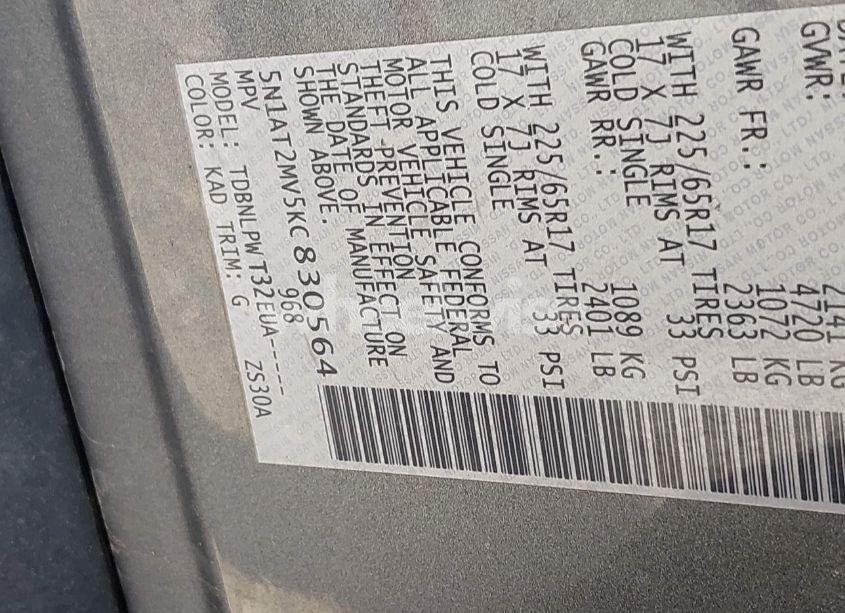 GVWR: 2141 KG
4720 LB
GAWR FR.: 1072 KG
2363 LB
WITH 225/65R17 TIRES
17 X 7J RIMS AT 33 PSI
COLD SINGLE
GAWR RR.: 1089 KG
2401 LB
WITH 225/65R17 TIRES
17 X 7J RIMS AT 33 PSI
COLD SINGLE
THIS VEHICLE CONFORMS TO
ALL APPLICABLE FEDERAL
MOTOR VEHICLE SAFETY AND
THEFT PREVENTION
STANDARDS IN EFFECT ON
THE DATE OF MANUFACTURE
SHOWN ABOVE.
5N1AT2MV5KC830564
MPV 968
MODEL: TDBNLPWT32EUA------
COLOR: KAD TRIM: G ZS30A